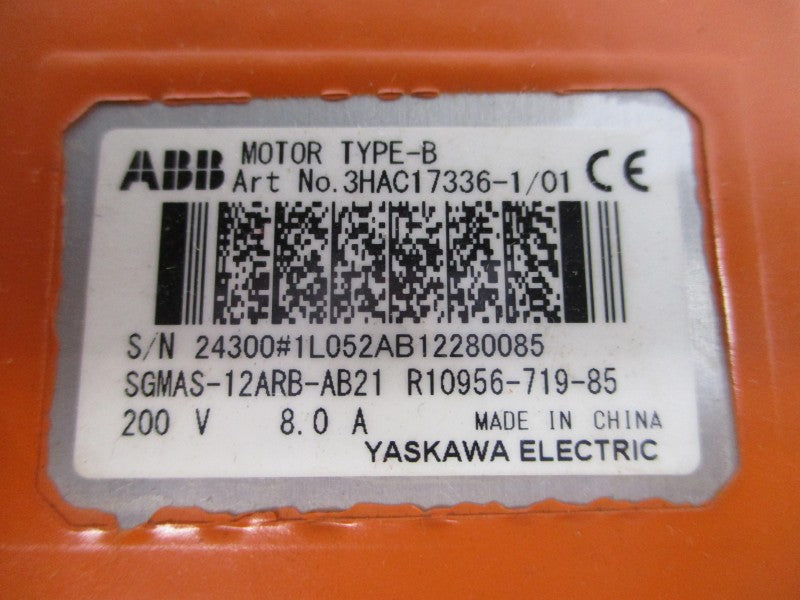 ABB MOTOR TYPE-B
Art No.3HAC17336-1/01 CE
S/N 24300#1L052AB12280085
SGMAS-12ARB-AB21 R10956-719-85
200 V 8.0 A MADE IN CHINA
YASKAWA ELECTRIC